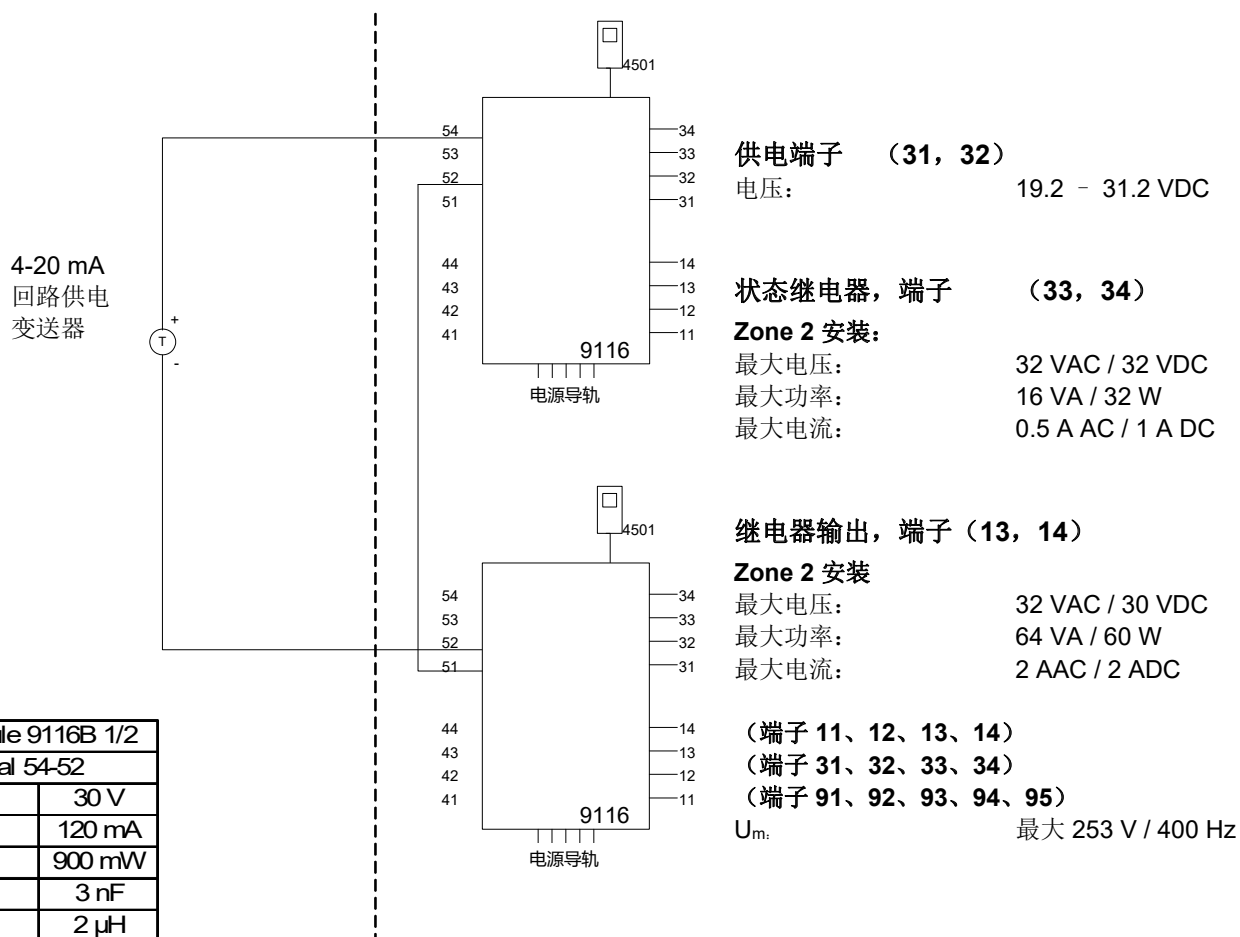 4501
54
53
52
51
44
43
42
41
34
33
32
31
14
13
12
11
9116
电源导轨
4-20 mA
回路供电
变送器
+
T
-
供电端子 （31，32）
电压： 19.2 – 31.2 VDC
状态继电器，端子 （33，34）
Zone 2 安装：
最大电压： 32 VAC / 32 VDC
最大功率： 16 VA / 32 W
最大电流： 0.5 A AC / 1 A DC
4501
54
53
52
51
44
43
42
41
34
33
32
31
14
13
12
11
9116
电源导轨
继电器输出，端子（13，14）
Zone 2 安装
最大电压： 32 VAC / 30 VDC
最大功率： 64 VA / 60 W
最大电流： 2 AAC / 2 ADC
（端子 11、12、13、14）
（端子 31、32、33、34）
（端子 91、92、93、94、95）
Um: 最大 253 V / 400 Hz
9116B 1/2
54-52
30 V
120 mA
900 mW
3 nF
2 µH